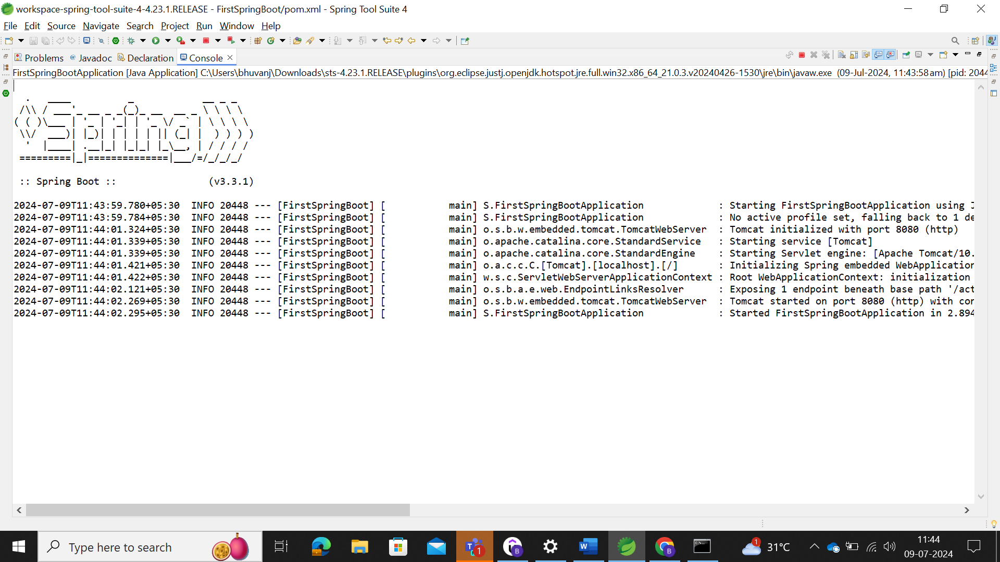 workspace-spring-tool-suite-4-4.23.1.RELEASE - FirstSpringBoot/pom.xml - Spring Tool Suite 4
File Edit Source Navigate Search Project Run Window Help
Problems @ Javadoc Declaration Console
FirstSpringBootApplication [Java Application] C:\Users\bhuvanj\Downloads\sts-4.23.1.RELEASE\plugins\org.eclipse.justj.openjdk.hotspot.jre.full.win32.x86_64_21.0.3.v20240426-1530\jre\bin\javaw.exe (09-Jul-2024, 11:43:58 am) [pid: 2044
Spring
:: Spring Boot :: (v3.3.1)
2024-07-09T11:43:59.780+05:30 INFO 20448 --- [FirstSpringBoot] [ main] S.FirstSpringBootApplication : Starting FirstSpringBootApplication using J
2024-07-09T11:43:59.784+05:30 INFO 20448 --- [FirstSpringBoot] [ main] S.FirstSpringBootApplication : No active profile set, falling back to 1 de
2024-07-09T11:44:01.324+05:30 INFO 20448 --- [FirstSpringBoot] [ main] o.s.b.w.embedded.tomcat.TomcatWebServer : Tomcat initialized with port 8080 (http)
2024-07-09T11:44:01.339+05:30 INFO 20448 --- [FirstSpringBoot] [ main] o.apache.catalina.core.StandardService : Starting service [Tomcat]
2024-07-09T11:44:01.339+05:30 INFO 20448 --- [FirstSpringBoot] [ main] o.apache.catalina.core.StandardEngine : Starting Servlet engine: [Apache Tomcat/10.
2024-07-09T11:44:01.421+05:30 INFO 20448 --- [FirstSpringBoot] [ main] o.a.c.c.C.[Tomcat].[localhost].[/] : Initializing Spring embedded WebApplication
2024-07-09T11:44:01.422+05:30 INFO 20448 --- [FirstSpringBoot] [ main] w.s.c.ServletWebServerApplicationContext : Root WebApplicationContext: initialization
2024-07-09T11:44:02.121+05:30 INFO 20448 --- [FirstSpringBoot] [ main] o.s.b.a.e.web.EndpointLinksResolver : Exposing 1 endpoint beneath base path '/act
2024-07-09T11:44:02.269+05:30 INFO 20448 --- [FirstSpringBoot] [ main] o.s.b.w.embedded.tomcat.TomcatWebServer : Tomcat started on port 8080 (http) with con
2024-07-09T11:44:02.295+05:30 INFO 20448 --- [FirstSpringBoot] [ main] S.FirstSpringBootApplication : Started FirstSpringBootApplication in 2.894
Type here to search
1
B
W
B
1
31°C
11:44
09-07-2024